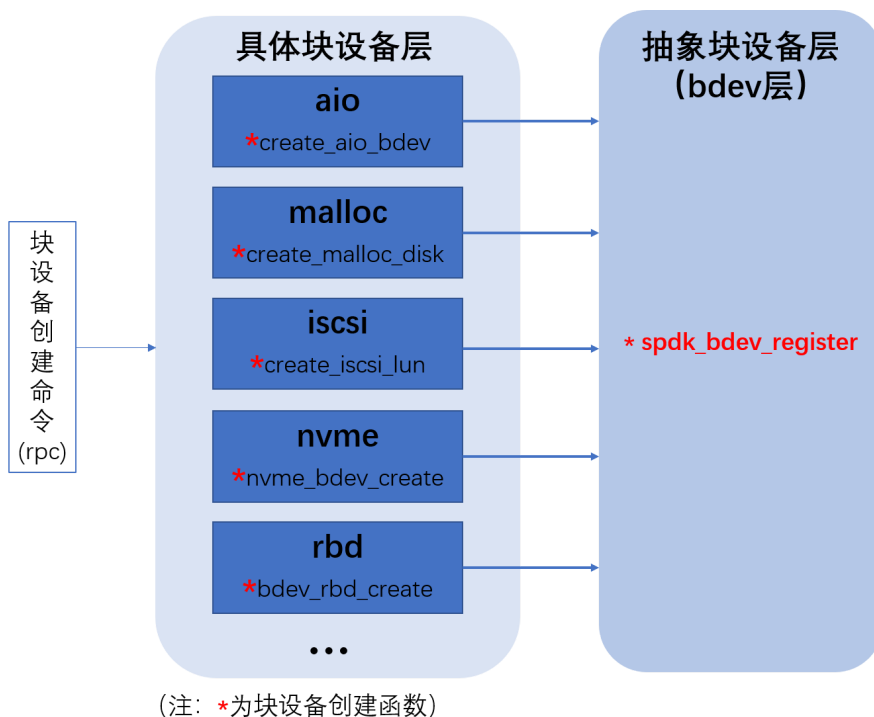 具体块设备层
aio
*create_aio_bdev
malloc
*create_malloc_disk
iscsi
*create_iscsi_lun
nvme
*nvme_bdev_create
rbd
*bdev_rbd_create
...
抽象块设备层
（bdev层）
* spdk_bdev_register
块
设
备
创
建
命
令
(rpc)
（注：*为块设备创建函数）